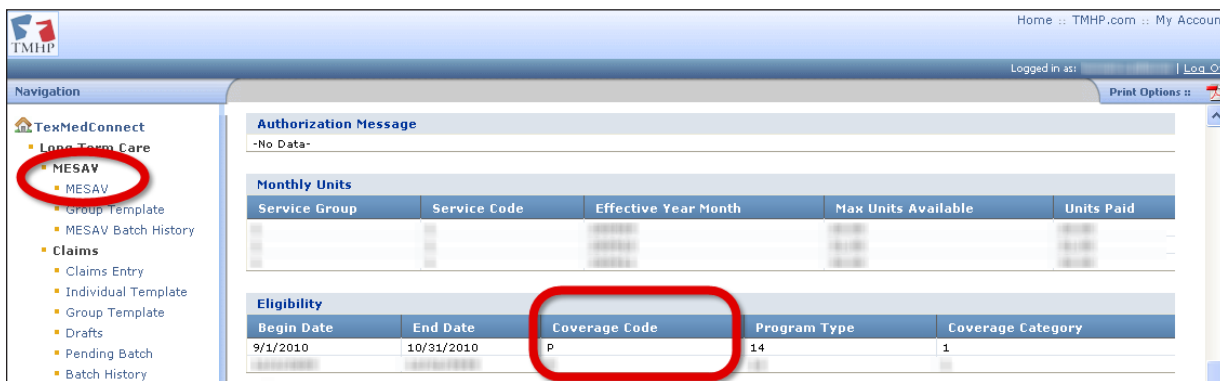 TMHP
Home :: TMHP.com :: My Accoun
Logged in as: | Log O
Navigation
Print Options ::
TexMedConnect
Long Term Care
MESAV
MESAV
Group Template
MESAV Batch History
Claims
Claims Entry
Individual Template
Group Template
Drafts
Pending Batch
Batch History
Authorization Message
-No Data-
Monthly Units
Service Group Service Code Effective Year Month Max Units Available Units Paid
Eligibility
Begin Date End Date Coverage Code Program Type Coverage Category
9/1/2010 10/31/2010 P 14 1